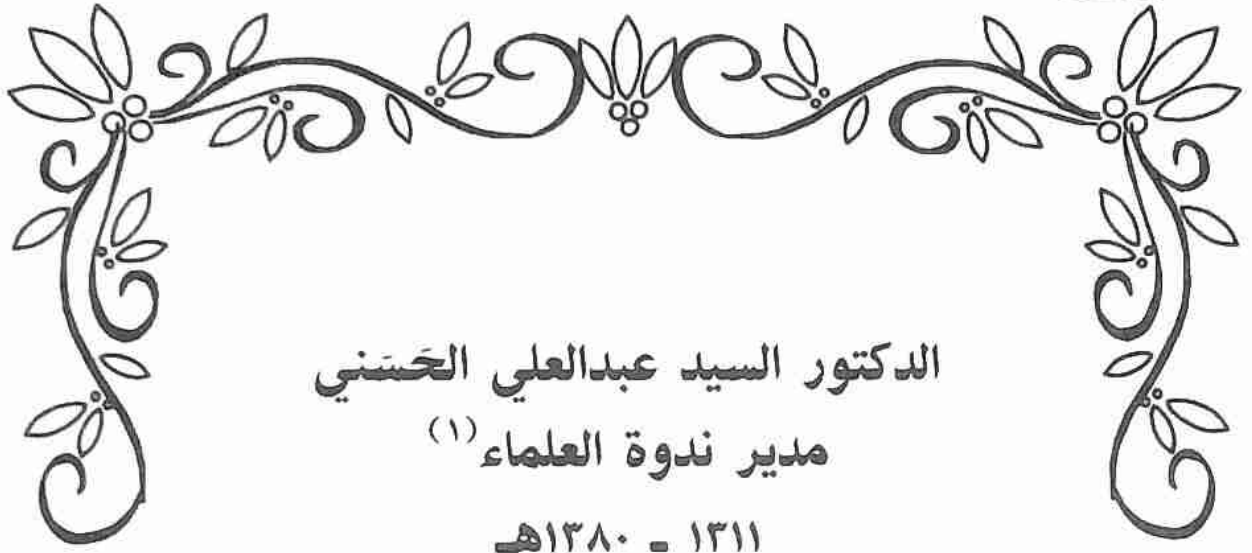 الدكتور السيد عبدالعلي الحَسَني
مدير ندوة العلماء(١)
١٣١١ - ١٣٨٠هـ